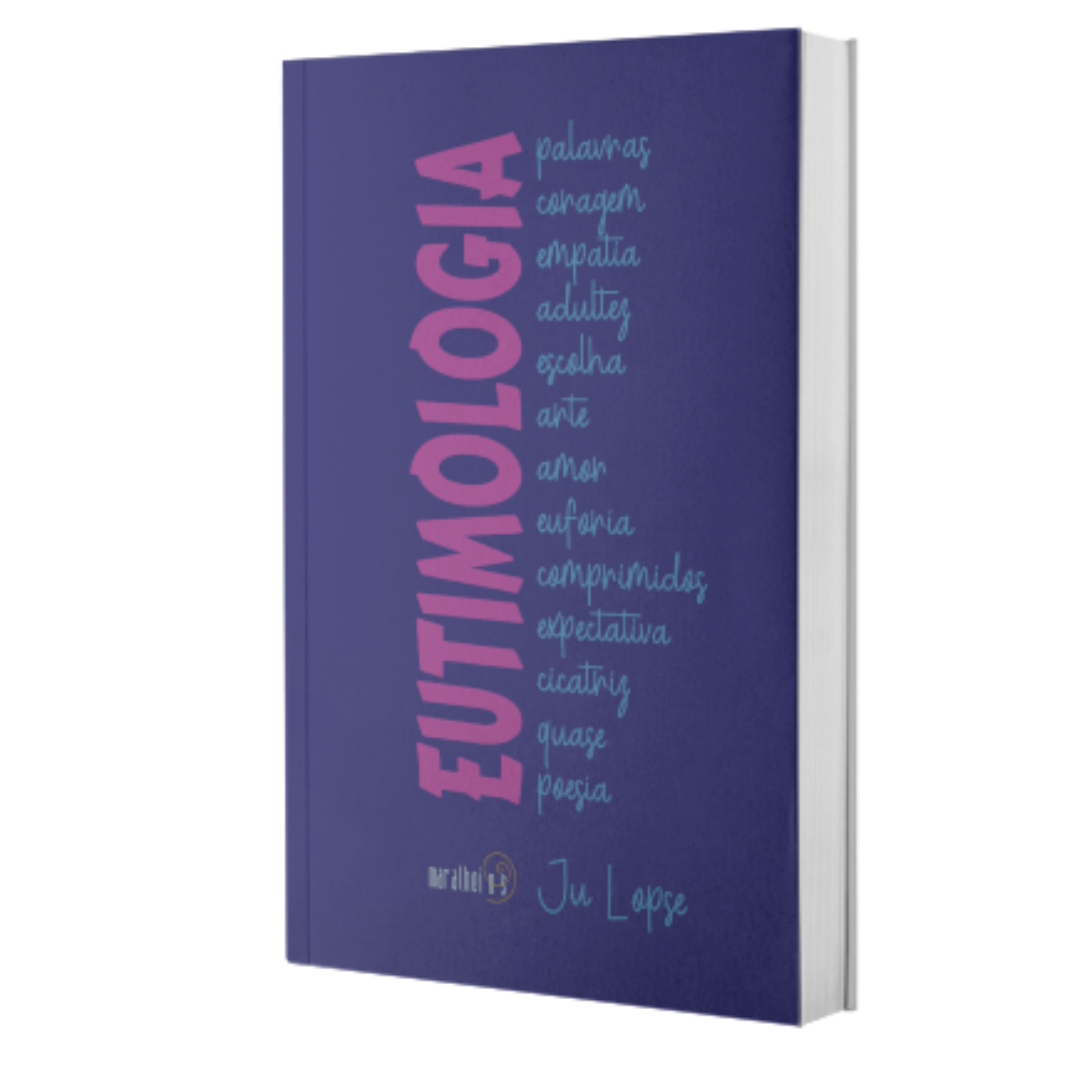 EUTIMOLOGIA
palavras
coragem
empatia
adultez
escolha
arte
amor
euforia
comprimidos
expectativa
cicatriz
quase
poesia
Ju Lopse